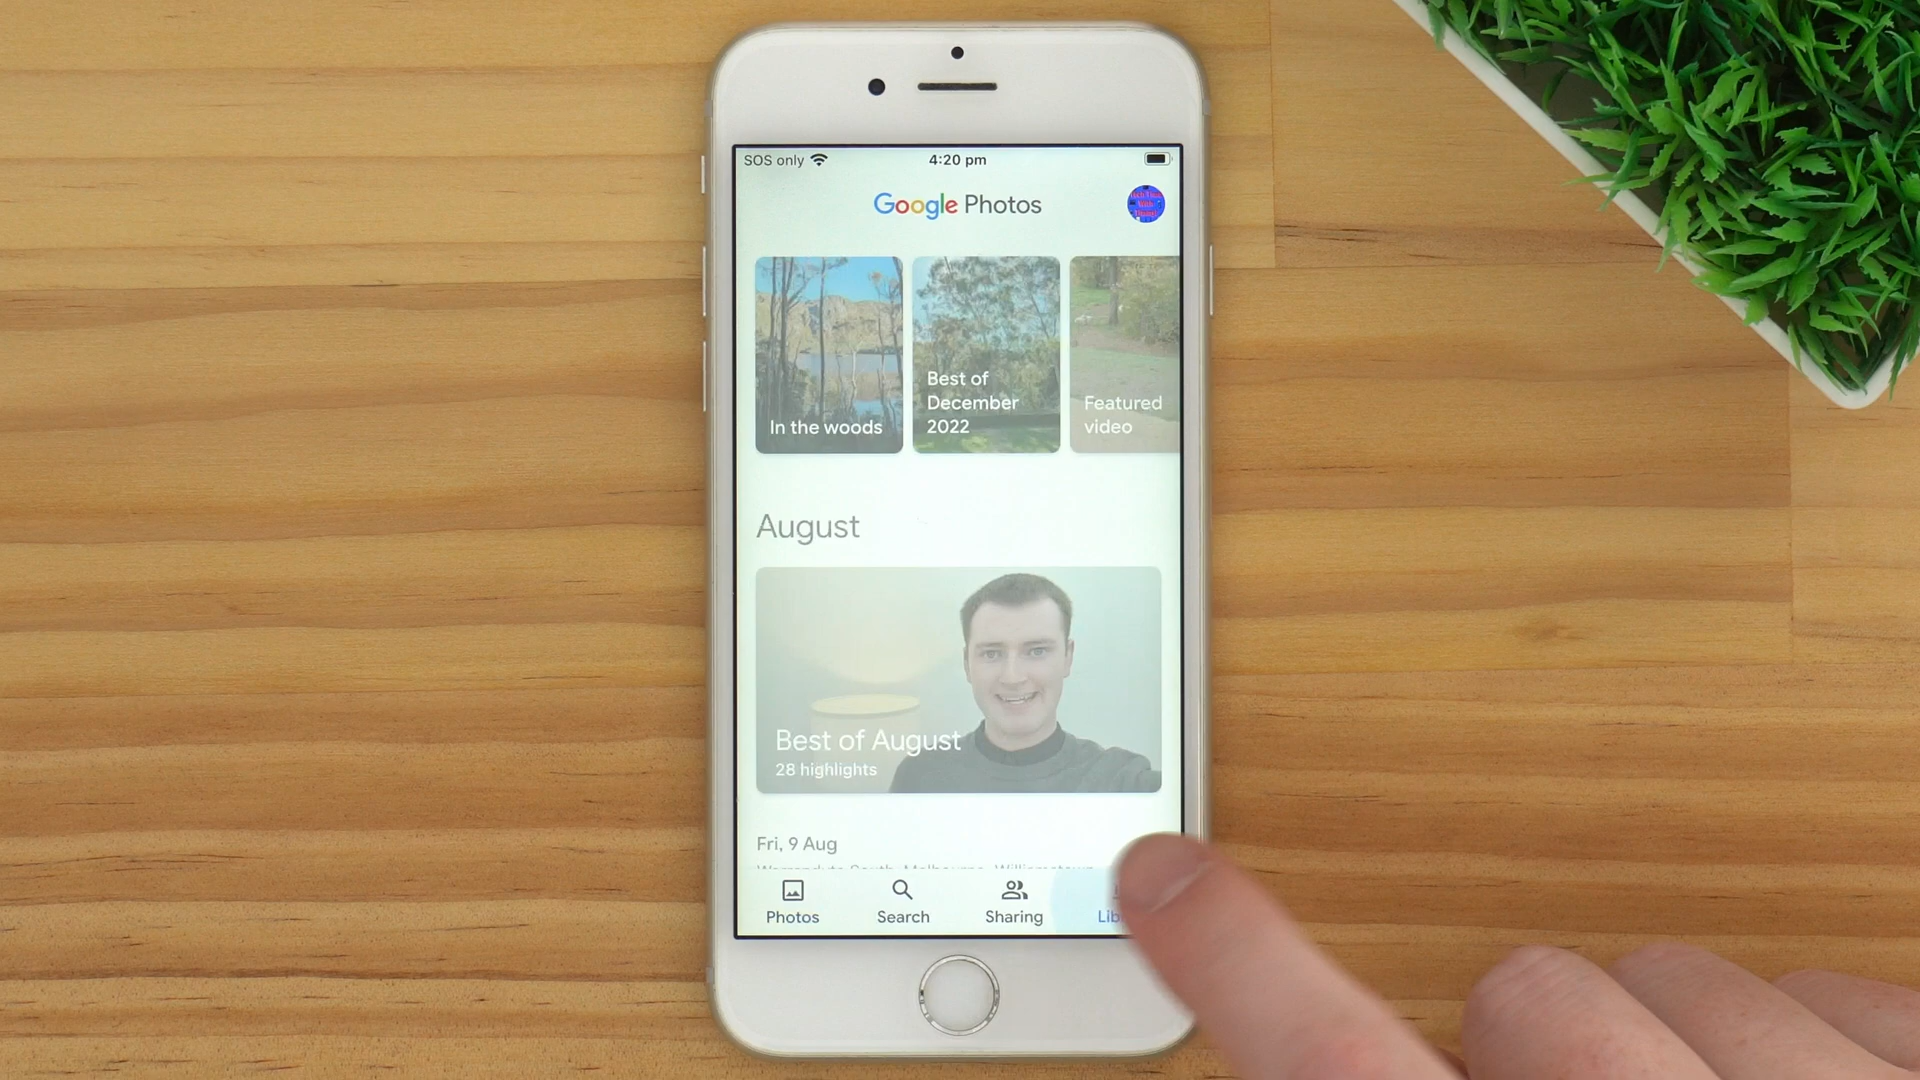 SOS only
4:20 pm
Google Photos
In the woods
Best of
December
2022
Featured
video
August
Best of August
28 highlights
Fri, 9 Aug
Photos
Search
Sharing